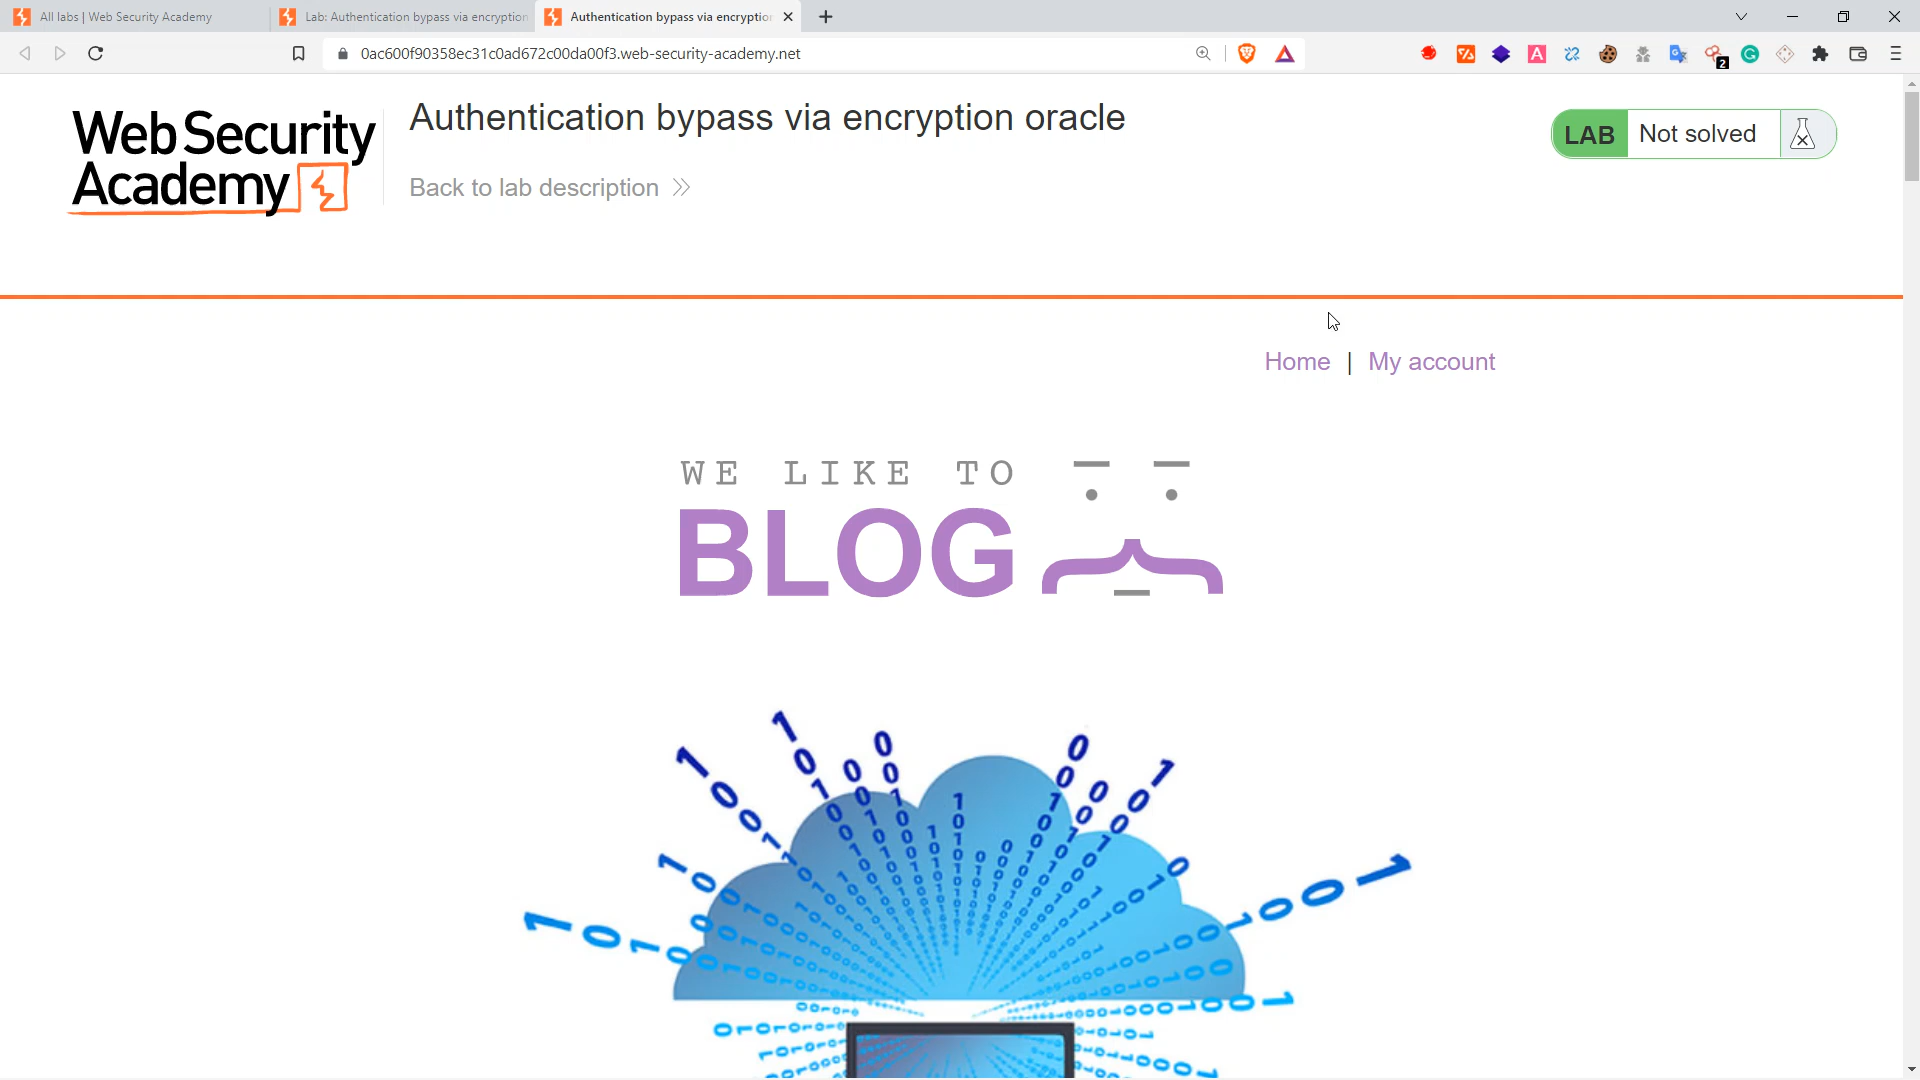 All labs | Web Security Academy
Lab: Authentication bypass via encryption
Authentication bypass via encryptio
0ac600f90358ec31c0ad672c00da00f3.web-security-academy.net
2
Web Security
Academy
Authentication bypass via encryption oracle
Back to lab description
LAB Not solved
Home | My account
WE LIKE TO
BLOG